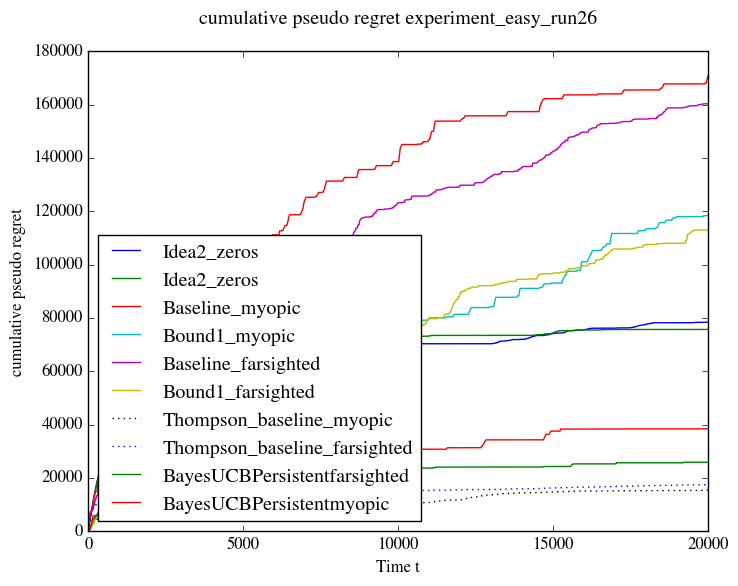 cumulative pseudo regret experiment_easy_run26
180000
160000
140000
120000
100000
80000
60000
40000
20000
0
cumulative pseudo regret
Idea2_zeros
Idea2_zeros
Baseline_myopic
Bound1_myopic
Baseline_farsighted
Bound1_farsighted
Thompson_baseline_myopic
Thompson_baseline_farsighted
BayesUCBPersistentfarsighted
BayesUCBPersistentmyopic
0 5000 10000 15000 20000
Time t